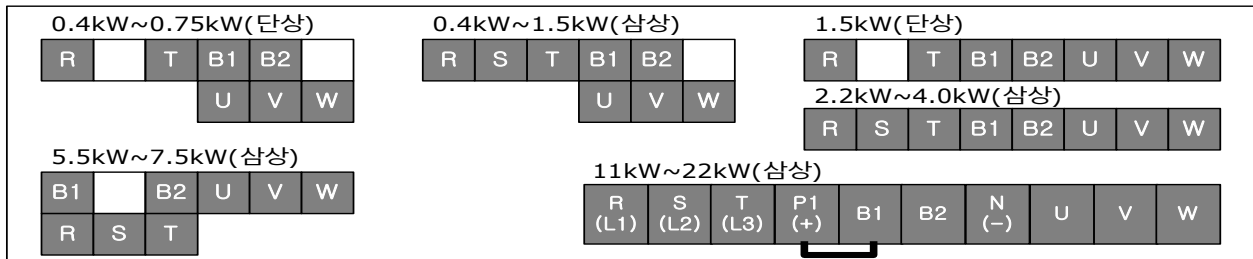 0.4kW~0.75kW(단상)
R T B1 B2
U V W
0.4kW~1.5kW(삼상)
R S T B1 B2
U V W
1.5kW(단상)
R T B1 B2 U V W
2.2kW~4.0kW(삼상)
R S T B1 B2 U V W
5.5kW~7.5kW(삼상)
B1 B2 U V W
R S T
11kW~22kW(삼상)
R S T P1 B1 B2 N U V W
(L1) (L2) (L3) (+) (−)